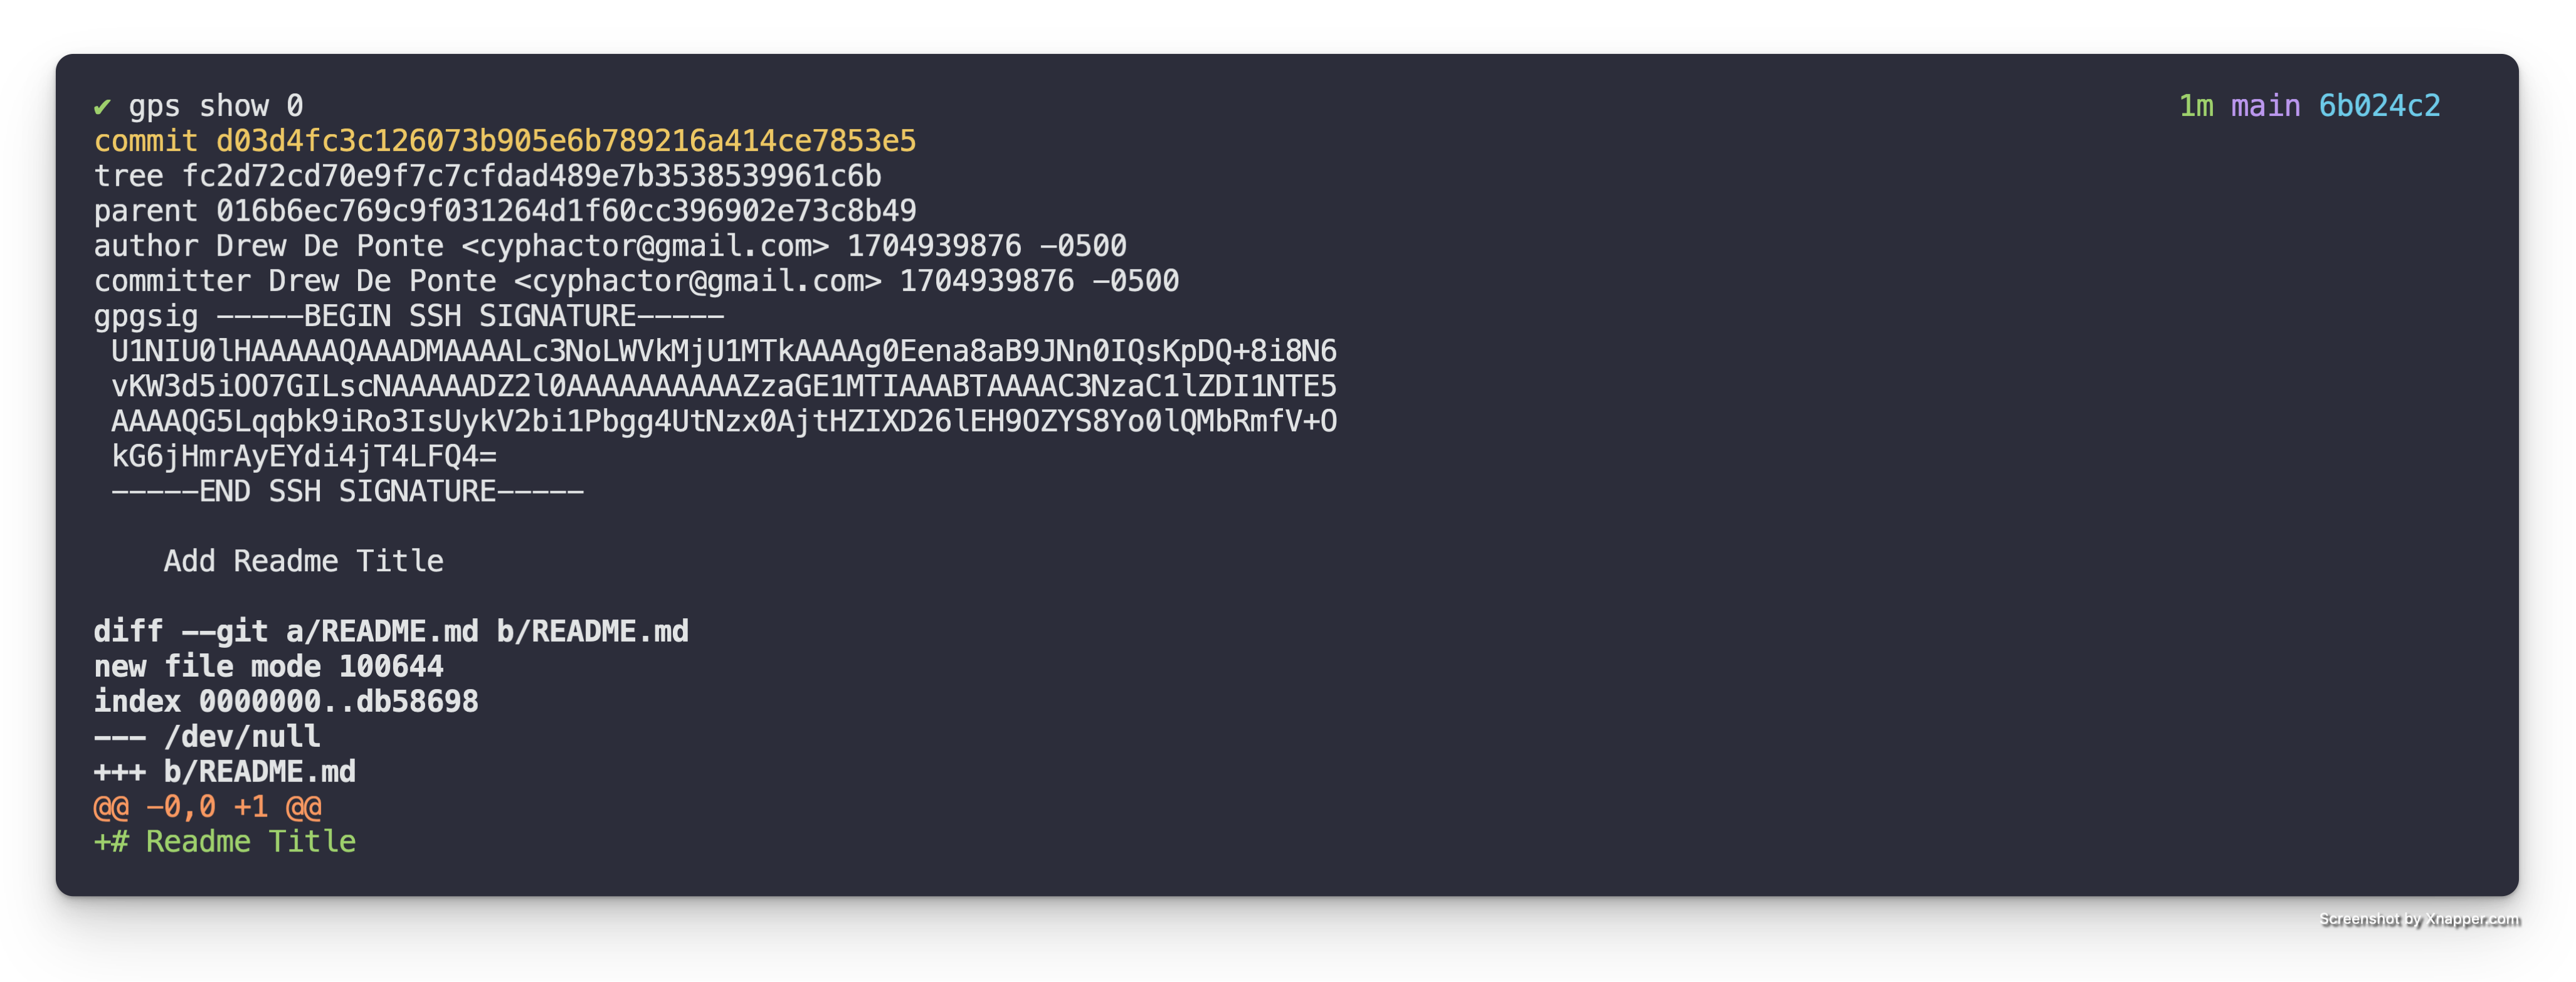 ✔ gps show 0 1m main 6b024c2
commit d03d4fc3c126073b905e6b789216a414ce7853e5
tree fc2d72cd70e9f7c7cfdad489e7b3538539961c6b
parent 016b6ec769c9f031264d1f60cc396902e73c8b49
author Drew De Ponte <cyphactor@gmail.com> 1704939876 -0500
committer Drew De Ponte <cyphactor@gmail.com> 1704939876 -0500
gpgsig -----BEGIN SSH SIGNATURE-----
 U1NIU0lHAAAAAQAAADMAAAALc3NoLWVkMjU1MTkAAAAg0Eena8aB9JNn0IQsKpDQ+8i8N6
 vKW3d5iOO7GILscNAAAAADZ2l0AAAAAAAAAAZzaGE1MTIAAABTAAAAC3NzaC1lZDI1NTE5
 AAAAQG5Lqqbk9iRo3IsUykV2bi1Pbgg4UtNzx0AjtHZIXD26lEH9OZYS8Yo0lQMbRmfV+O
 kG6jHmrAyEYdi4jT4LFQ4=
 -----END SSH SIGNATURE-----

    Add Readme Title

diff --git a/README.md b/README.md
new file mode 100644
index 0000000..db58698
--- /dev/null
+++ b/README.md
@@ -0,0 +1 @@
+# Readme Title
Screenshot by Xnapper.com